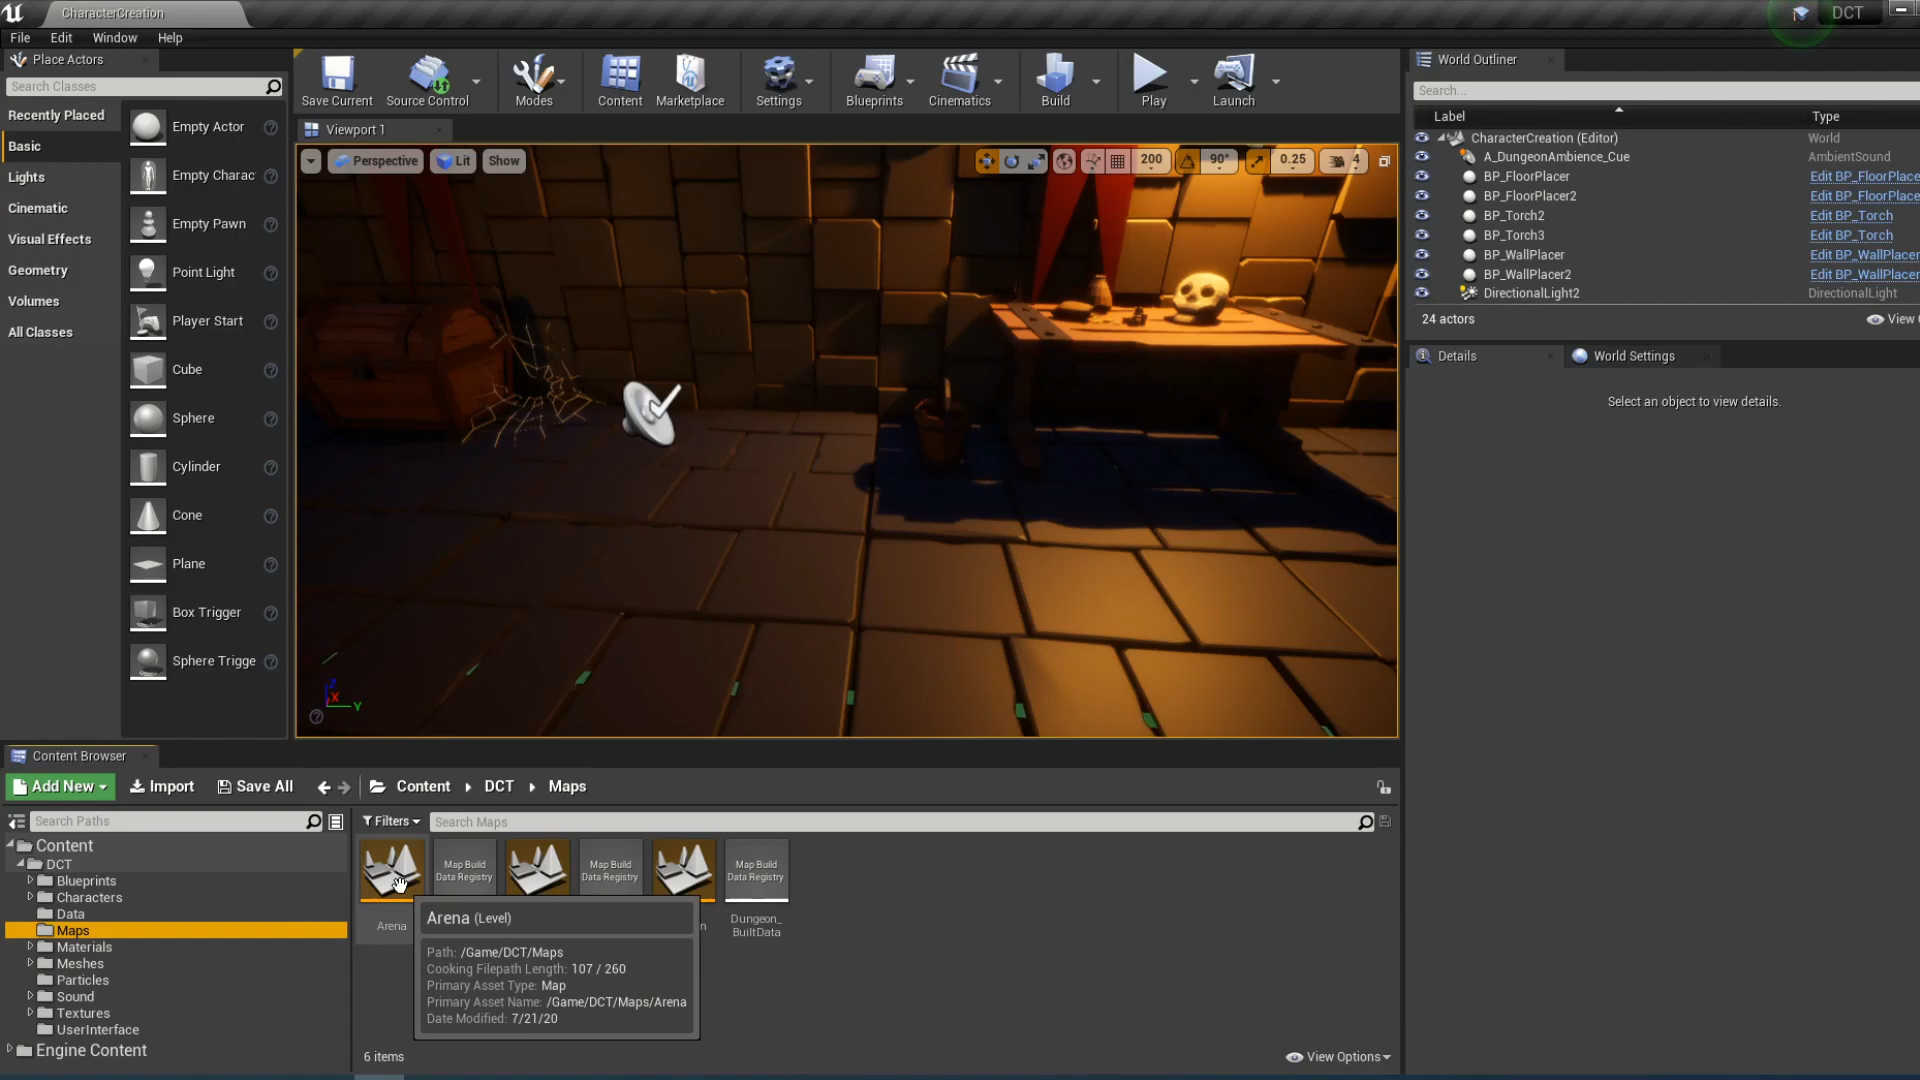 CharacterCreation
DCT
File Edit Window Help
Place Actors
Search Classes
Recently Placed
Basic
Lights
Cinematic
Visual Effects
Geometry
Volumes
All Classes
Empty Actor
Empty Charac
Empty Pawn
Point Light
Player Start
Cube
Sphere
Cylinder
Cone
Plane
Box Trigger
Sphere Trigge
Save Current
Source Control
Modes
Content
Marketplace
Settings
Blueprints
Cinematics
Build
Play
Launch
Viewport 1
Perspective Lit Show
200 90° 0.25 4
Z
X
Y
World Outliner
Search...
Label Type
CharacterCreation (Editor) World
A_DungeonAmbience_Cue AmbientSound
BP_FloorPlacer Edit BP_FloorPlace
BP_FloorPlacer2 Edit BP_FloorPlace
BP_Torch2 Edit BP_Torch
BP_Torch3 Edit BP_Torch
BP_WallPlacer Edit BP_WallPlacer
BP_WallPlacer2 Edit BP_WallPlacer
DirectionalLight2 DirectionalLight
24 actors
View
Details World Settings
Select an object to view details.
Content Browser
Add New Import Save All Content DCT Maps
Search Paths
Filters Search Maps
Content
DCT
Blueprints
Characters
Data
Maps
Materials
Meshes
Particles
Sound
Textures
UserInterface
Engine Content
Map Build
Data Registry
Map Build
Data Registry
Map Build
Data Registry
Arena
n
Dungeon_
BuiltData
Arena (Level)
Path: /Game/DCT/Maps
Cooking Filepath Length: 107 / 260
Primary Asset Type: Map
Primary Asset Name: /Game/DCT/Maps/Arena
Date Modified: 7/21/20
6 items
View Options